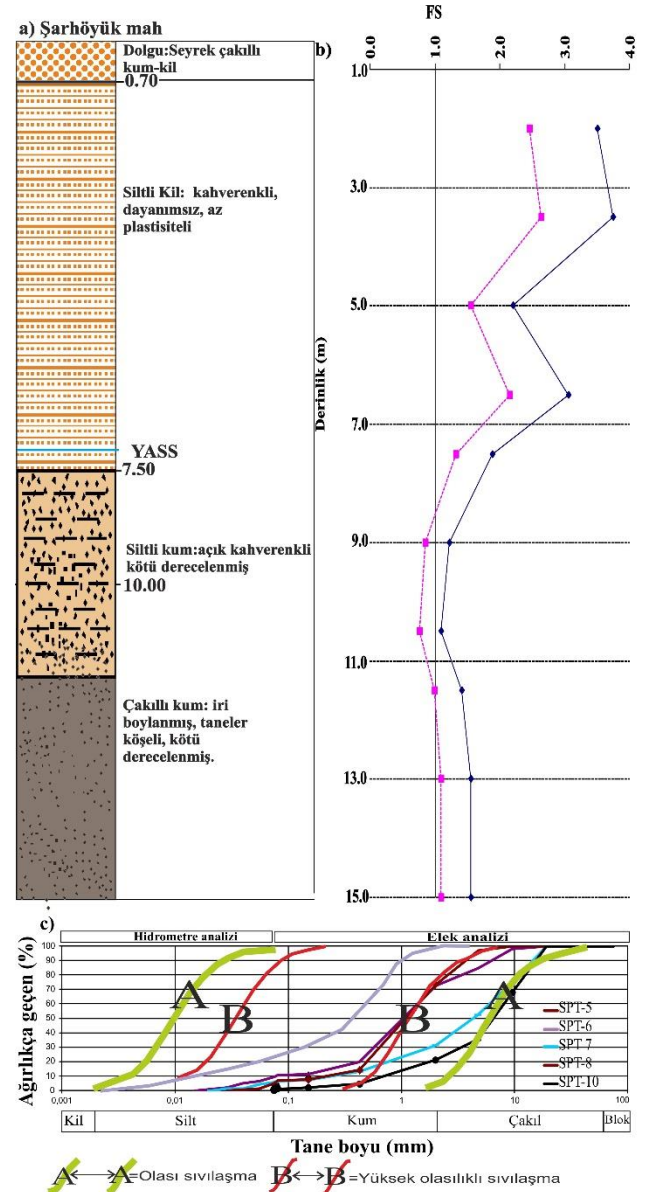 a) Şarhöyük mah
Dolgu:Seyrek çakıllı
kum-kil
0.70
Siltli Kil: kahverenkli,
dayanımsız, az
plastisiteli
YASS
7.50
Siltli kum:açık kahverenkli
kötü derecelenmiş
10.00
Çakıllı kum: iri
boylanmış, taneler
köşeli, kötü
derecelenmiş.
b)
FS
0.0
1.0
2.0
3.0
4.0
Derinlik (m)
1.0
3.0
5.0
7.0
9.0
11.0
13.0
15.0
c)
Hidrometre analizi
Elek analizi
Ağırlıkça geçen (%)
100
90
80
70
60
50
40
30
20
10
A
B
B
A
SPT-5
SPT-6
SPT 7
SPT-8
SPT-10
0,001
0,01
0,1
1
10
100
Kil
Silt
Kum
Çakıl
Blok
Tane boyu (mm)
A A=Olası sıvılaşma
B B=Yüksek olasılıklı sıvılaşma